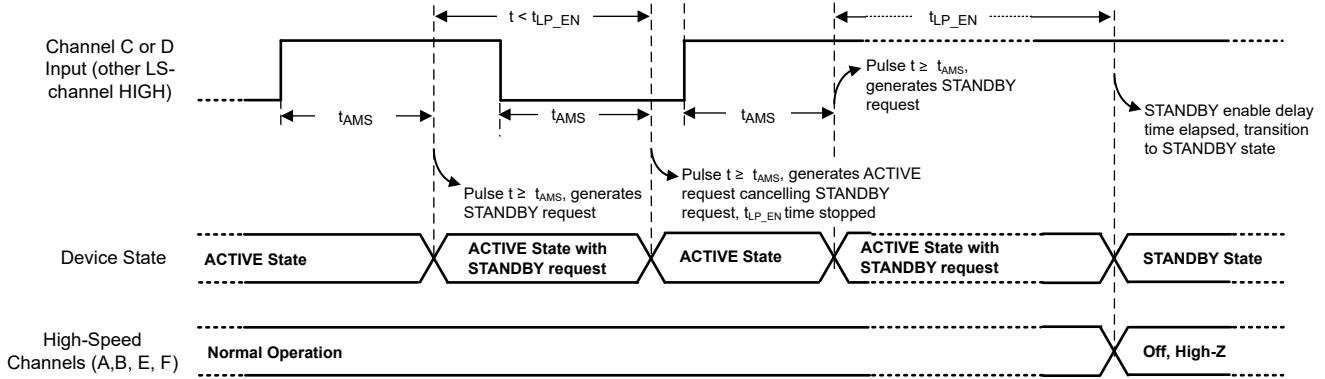 t < tLP_EN
tLP_EN
Channel C or D
Input (other LS-
channel HIGH)
Pulse t ≥ tAMS,
generates STANDBY
request
tAMS
tAMS
tAMS
STANDBY enable delay
time elapsed, transition
to STANDBY state
Pulse t ≥ tAMS, generates
STANDBY request
Pulse t ≥ tAMS, generates ACTIVE
request cancelling STANDBY
request, tLP_EN time stopped
Device State
ACTIVE State
ACTIVE State with
STANDBY request
ACTIVE State
ACTIVE State with
STANDBY request
STANDBY State
High-Speed
Channels (A,B, E, F)
Normal Operation
Off, High-Z